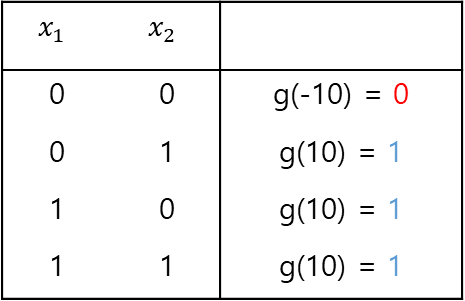 x₁ x₂
0 0 g(-10) = 0
0 1 g(10) = 1
1 0 g(10) = 1
1 1 g(10) = 1